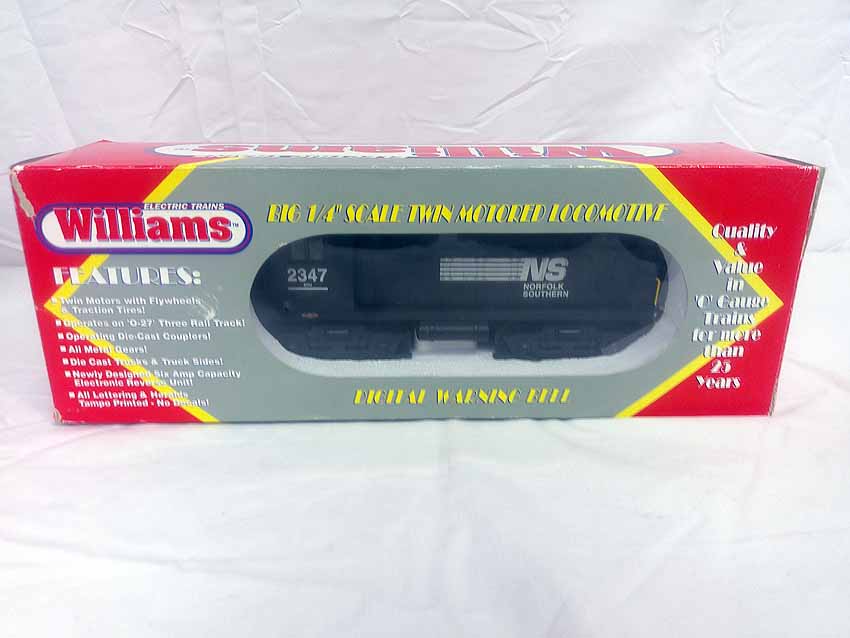 Williams
ELECTRIC TRAINS
Williams™
FEATURES:
Twin Motors with Flywheels
& Traction Tires!
Operates on 'O-27' Three Rail Track!
Operating Die-Cast Couplers!
All Metal Gears!
Die Cast Trucks & Truck Sides!
Newly Designed Six Amp Capacity
Electronic Reverse Unit!
All Lettering & Heralds
Tampo Printed - No Decals!
BIG 1/4" SCALE TWIN MOTORED LOCOMOTIVE
2347
NS
NORFOLK
SOUTHERN
DIGITAL WARNING BELL
Quality
&
Value
in
'O' Gauge
Trains
for more
than
25
Years